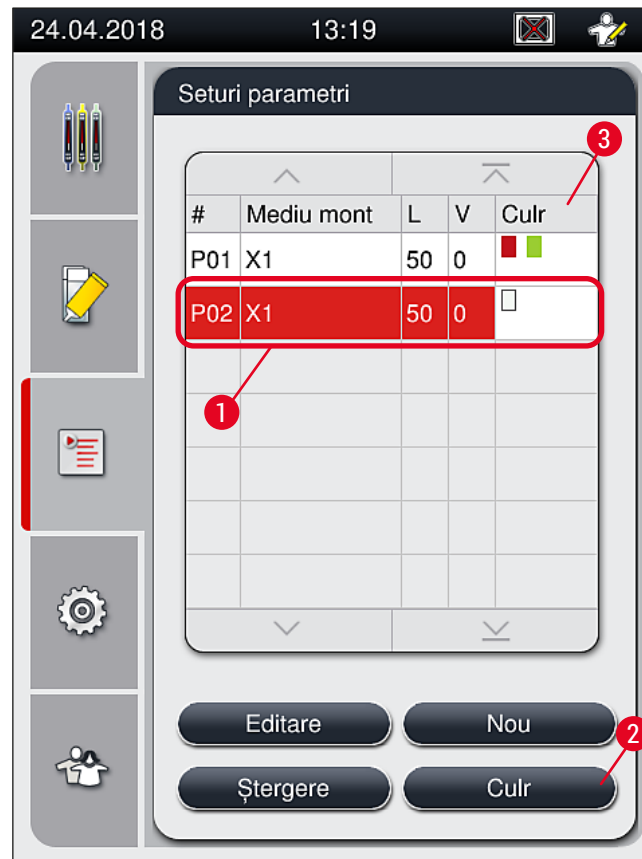 24.04.2018 13:19
Seturi parametri
3
# Mediu mont L V Culr
P01 X1 50 0
P02 X1 50 0
1
Editare Nou
2
Ștergere Culr